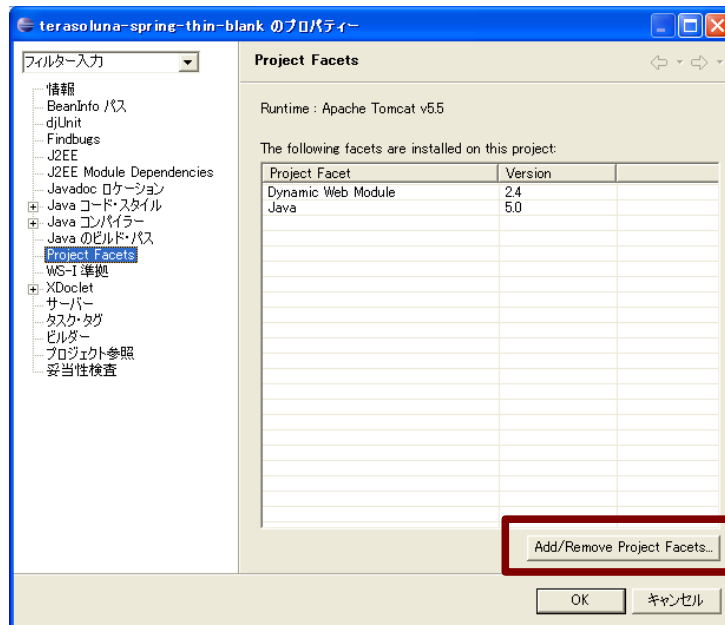 terasoluna-spring-thin-blank のプロパティー
フィルター入力
Project Facets
情報
BeanInfo パス
djUnit
Findbugs
J2EE
J2EE Module Dependencies
Javadoc ロケーション
Java コード・スタイル
Java コンパイラー
Java のビルド・パス
Project Facets
WS-I 準拠
XDoclet
サーバー
タスク・タグ
ビルダー
プロジェクト参照
妥当性検査
Runtime : Apache Tomcat v5.5
The following facets are installed on this project:
Project Facet Version
Dynamic Web Module 2.4
Java 5.0
Add/Remove Project Facets...
OK キャンセル